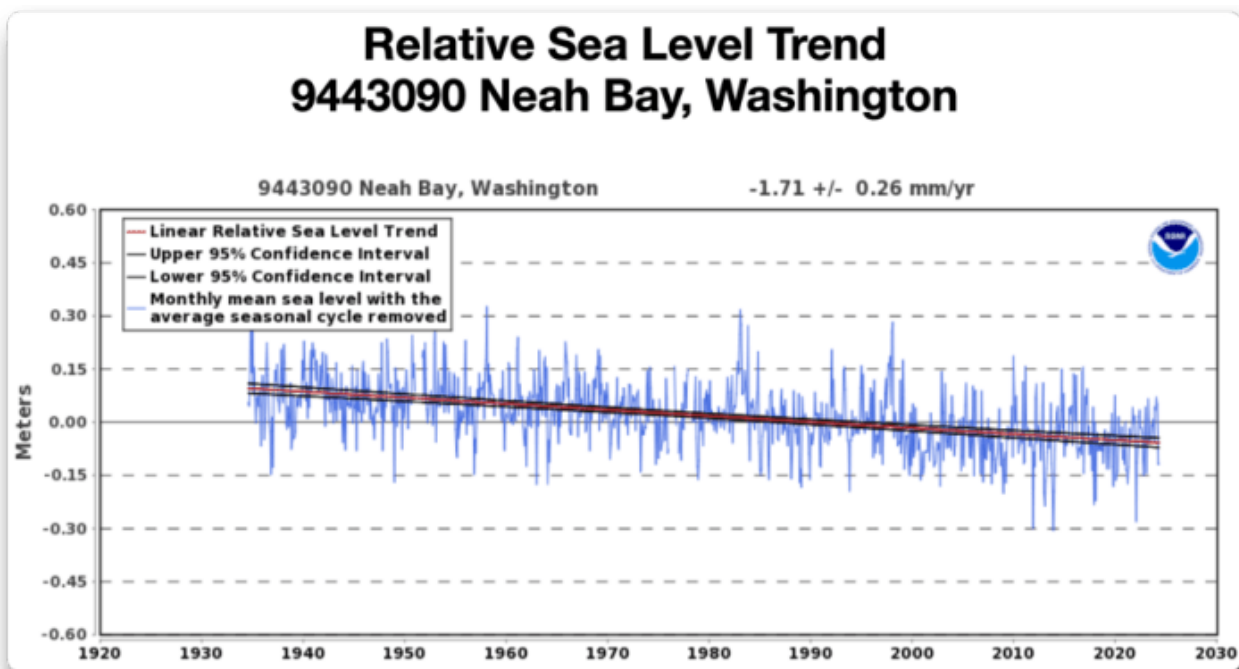 Relative Sea Level Trend
9443090 Neah Bay, Washington
9443090 Neah Bay, Washington -1.71 +/- 0.26 mm/yr
Linear Relative Sea Level Trend
Upper 95% Confidence Interval
Lower 95% Confidence Interval
Monthly mean sea level with the
average seasonal cycle removed
NOAA
Meters
0.60
0.45
0.30
0.15
0.00
-0.15
-0.30
-0.45
-0.60
1920 1930 1940 1950 1960 1970 1980 1990 2000 2010 2020 2030